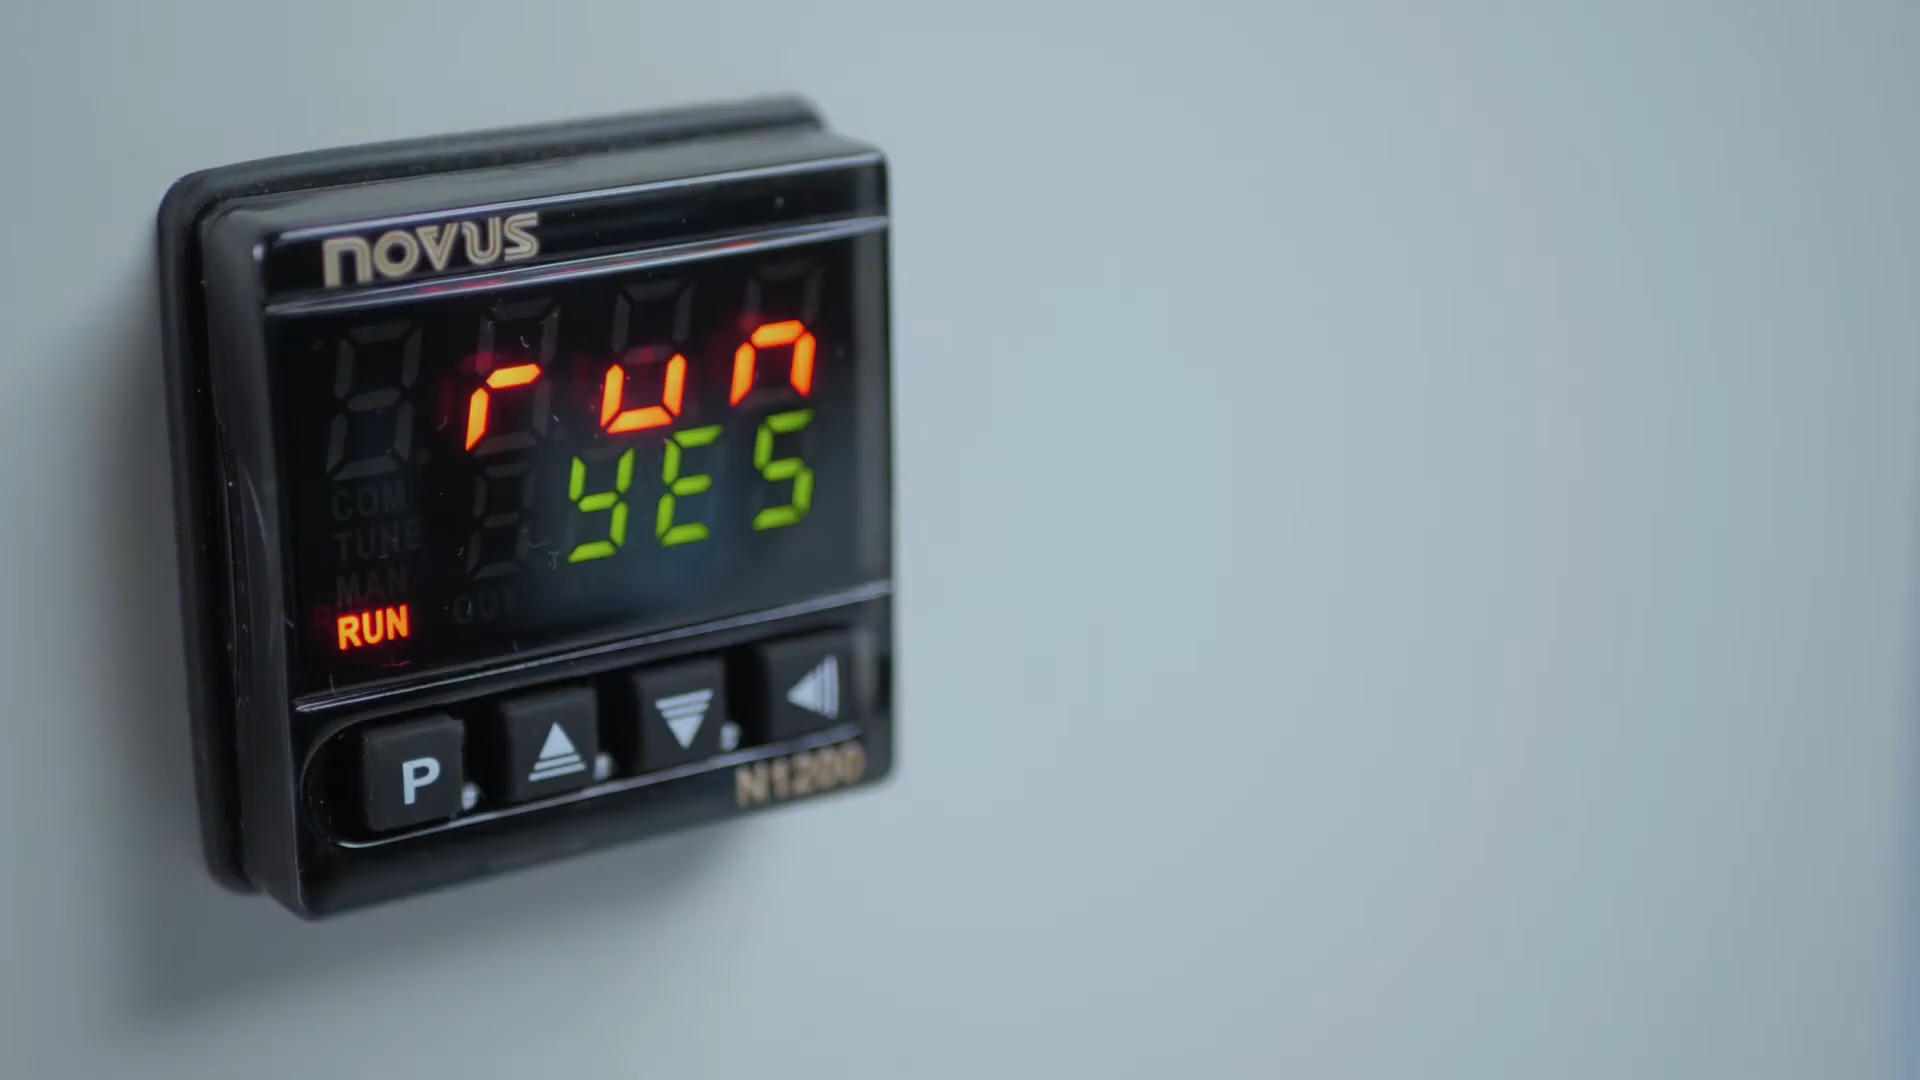 novus
run
YES
COM
TUNE
MAN
RUN OUT
P
N1200